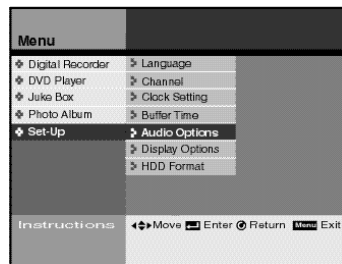 Menu
Digital Recorder
DVD Player
Juke Box
Photo Album
Set-Up
Language
Channel
Clock Setting
Buffer Time
Audio Options
Display Options
HDD Format
Instructions
Move Enter Return Menu Exit